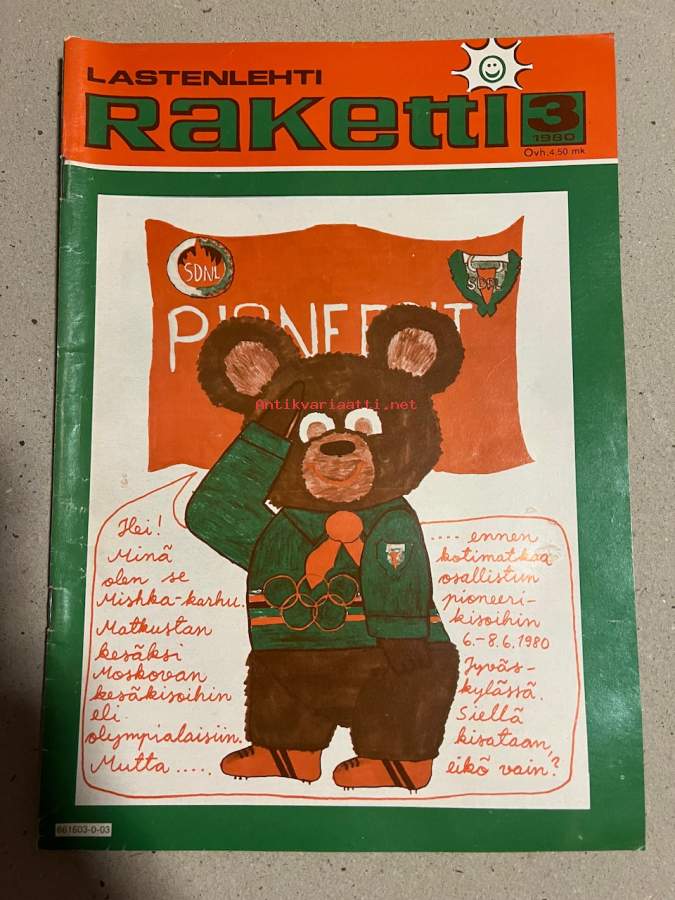 LASTENLEHTI
Raketti 3
1980
Ovh. 4,50 mk
SDNL
SDPL
PIONEERIT
Antikvariaatti.net
Hei!
Minä
olen se
Mishka-karhu.
Matkustan
kesäksi
Moskovan
kesäkisoihin
eli
olympialaisiin.
Mutta .....
.... ennen
kotimatkaa
osallistun
pioneeri-
kisoihin
6.-8.6.1980
Jyväs-
kylässä.
Siellä
kisataan,
eikö vain?
661603-0-03